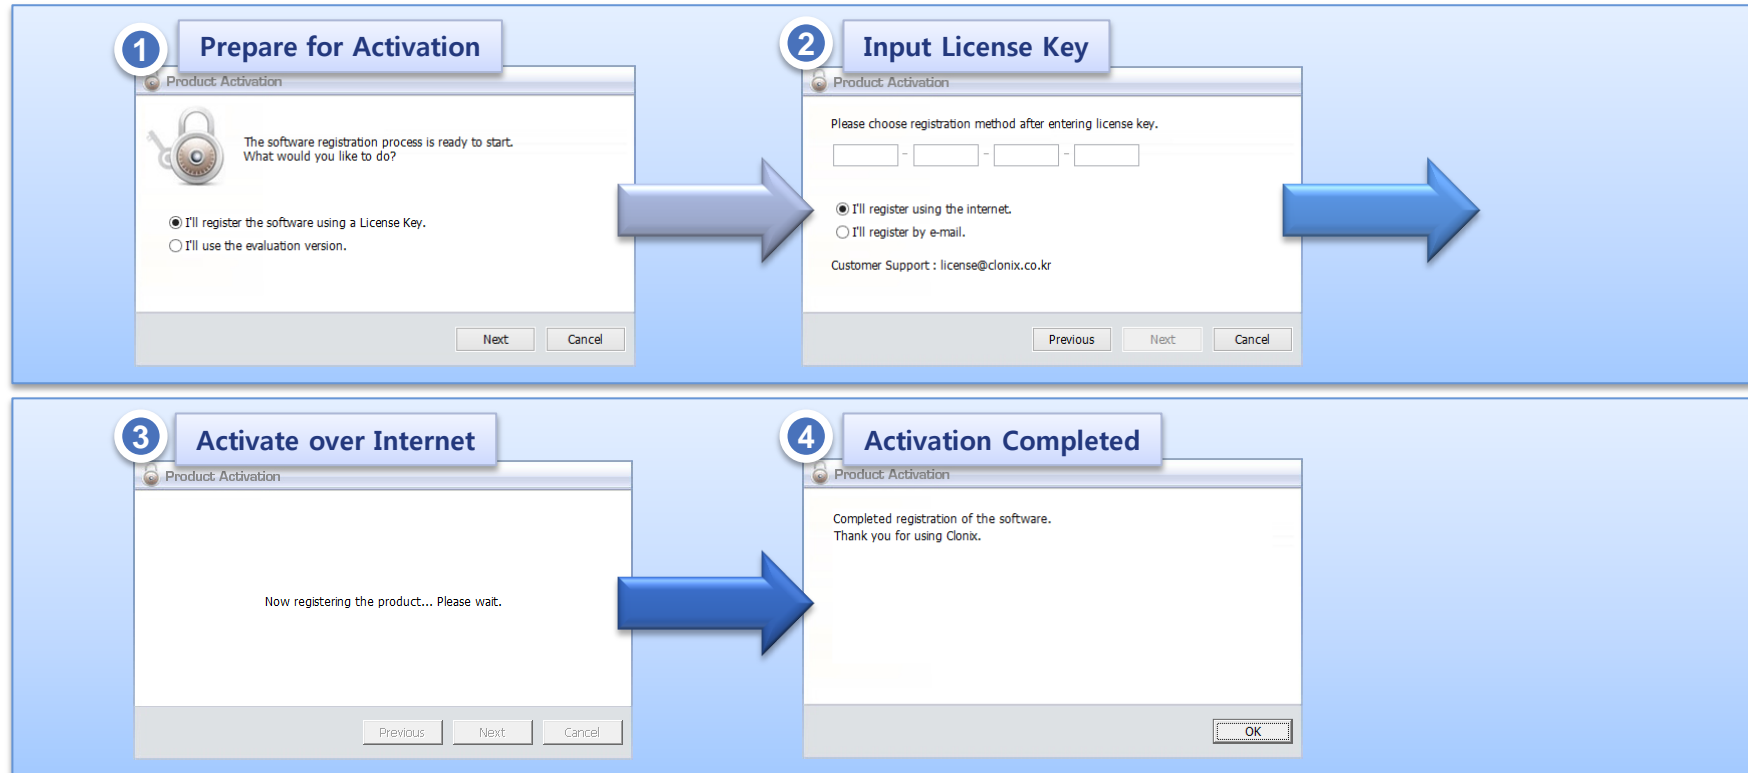 1 Prepare for Activation
Product Activation
The software registration process is ready to start.
What would you like to do?
I'll register the software using a License Key.
I'll use the evaluation version.
Next Cancel
2 Input License Key
Product Activation
Please choose registration method after entering license key.
- - -
I'll register using the internet.
I'll register by e-mail.
Customer Support : license@clonix.co.kr
Previous Next Cancel
3 Activate over Internet
Product Activation
Now registering the product... Please wait.
Previous Next Cancel
4 Activation Completed
Product Activation
Completed registration of the software.
Thank you for using Clonix.
OK